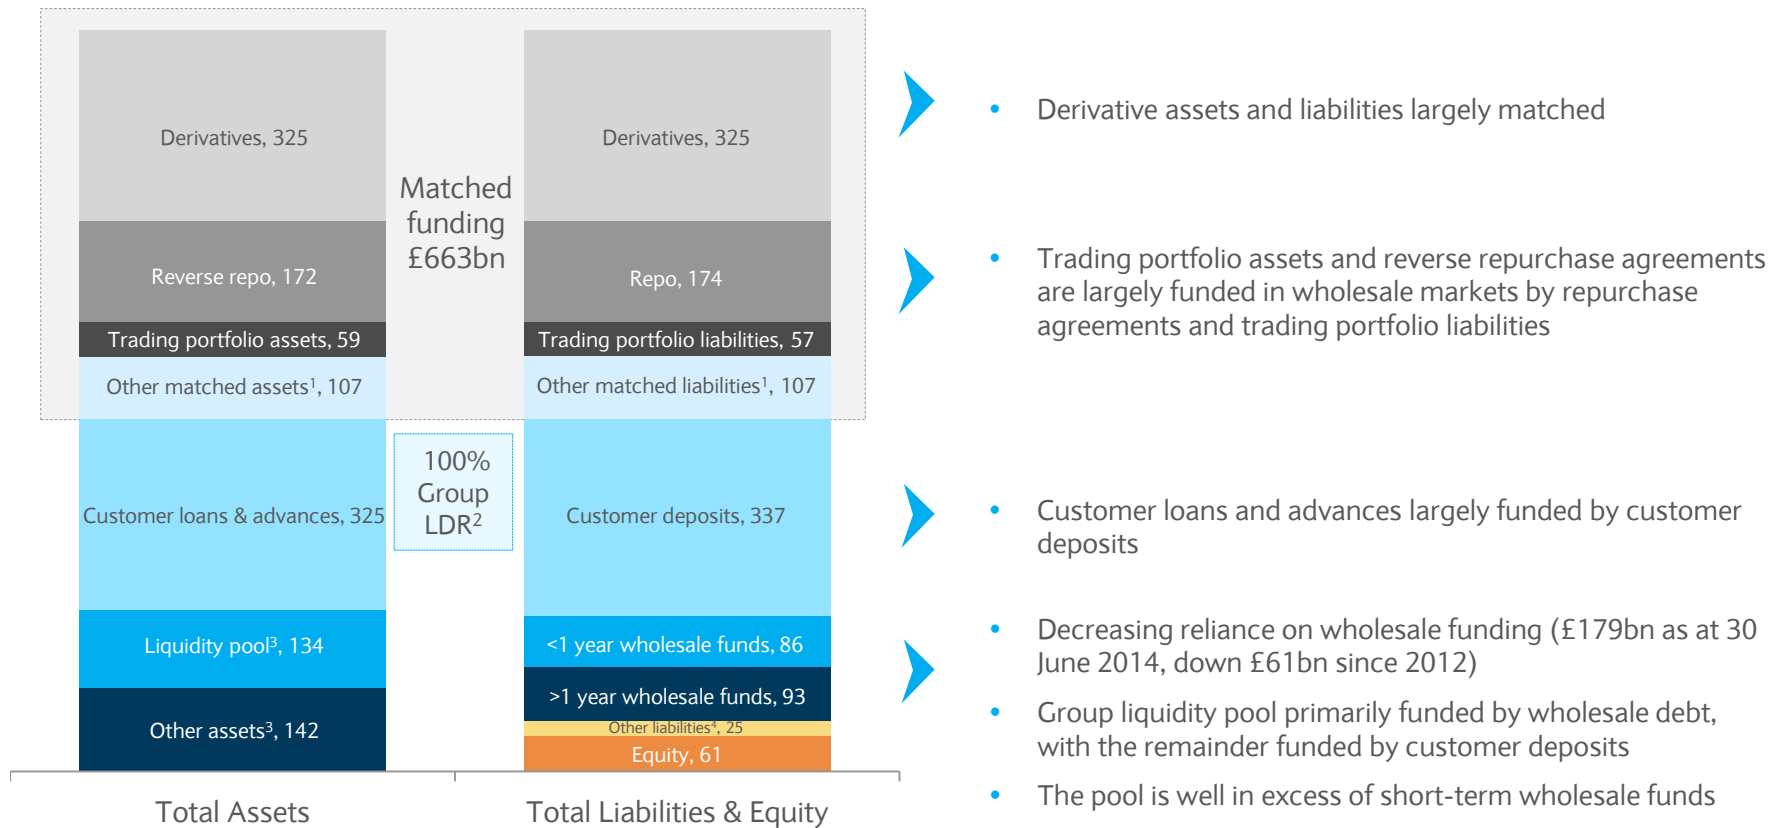 Derivatives, 325
Reverse repo, 172
Trading portfolio assets, 59
Other matched assets¹, 107
Customer loans & advances, 325
Liquidity pool³, 134
Other assets³, 142
Total Assets
Matched
funding
£663bn
100%
Group
LDR²
Derivatives, 325
Repo, 174
Trading portfolio liabilities, 57
Other matched liabilities¹, 107
Customer deposits, 337
<1 year wholesale funds, 86
>1 year wholesale funds, 93
Other liabilities⁴, 25
Equity, 61
Total Liabilities & Equity
• Derivative assets and liabilities largely matched
• Trading portfolio assets and reverse repurchase agreements
are largely funded in wholesale markets by repurchase
agreements and trading portfolio liabilities
• Customer loans and advances largely funded by customer
deposits
• Decreasing reliance on wholesale funding (£179bn as at 30
June 2014, down £61bn since 2012)
• Group liquidity pool primarily funded by wholesale debt,
with the remainder funded by customer deposits
• The pool is well in excess of short-term wholesale funds